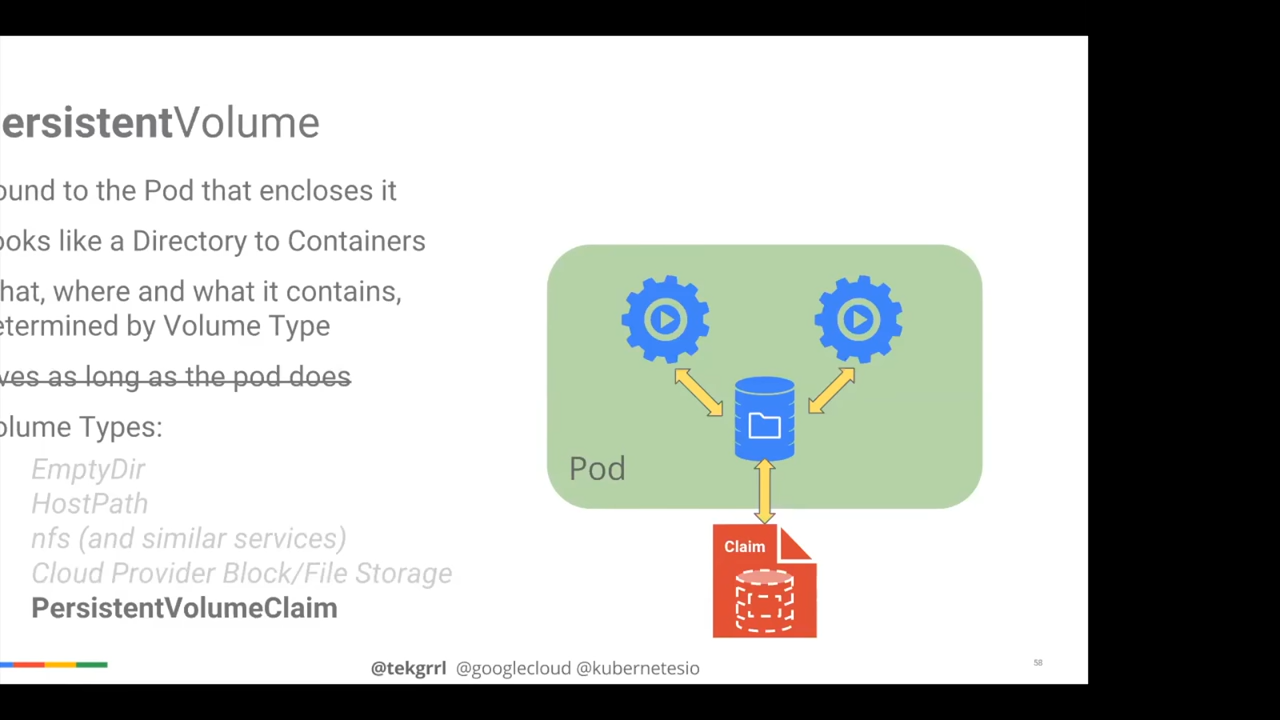 ersistentVolume
ound to the Pod that encloses it
ooks like a Directory to Containers
hat, where and what it contains,
etermined by Volume Type
ves as long as the pod does
olume Types:
EmptyDir
HostPath
nfs (and similar services)
Cloud Provider Block/File Storage
PersistentVolumeClaim
Pod
Claim
@tekgrrl @googlecloud @kubernetesio
58